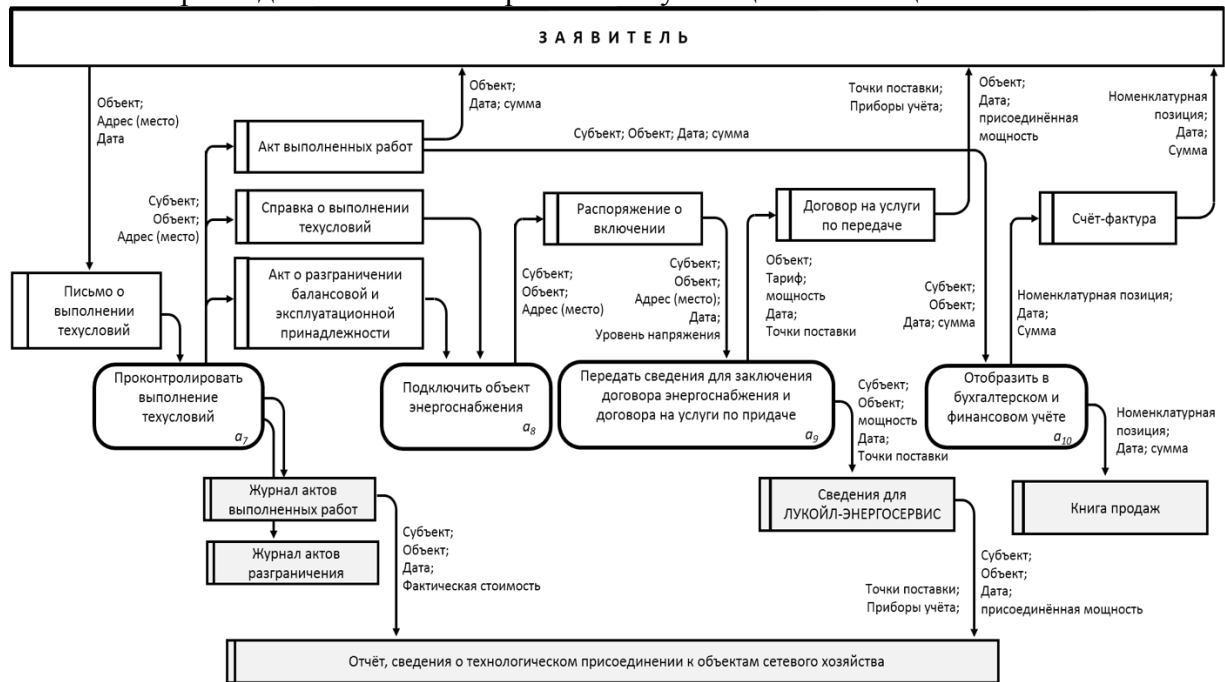 З А Я В И Т Е Л Ь
Объект;
Адрес (место)
Дата
Объект;
Дата; сумма
Точки поставки;
Приборы учёта;
Объект;
Дата;
присоединённая
мощность
Номенклатурная
позиция;
Дата;
Сумма
Акт выполненных работ
Субъект; Объект; Дата; сумма
Субъект;
Объект;
Адрес (место)
Справка о выполнении
техусловий
Распоряжение о
включении
Договор на услуги
по передаче
Счёт-фактура
Акт о разграничении
балансовой и
эксплуатационной
принадлежности
Письмо о
выполнении
техусловий
Субъект;
Объект;
Адрес (место)
Субъект;
Объект;
Адрес (место);
Дата;
Уровень напряжения
Объект;
Тариф;
мощность
Дата;
Точки поставки
Субъект;
Объект;
Дата; сумма
Номенклатурная позиция;
Дата;
Сумма
Проконтролировать
выполнение
техусловий
a7
Подключить объект
энергоснабжения
a8
Передать сведения для заключения
договора энергоснабжения и
договора на услуги по придаче
a9
Отобразить в
бухгалтерском и
финансовом учёте
a10
Субъект;
Объект;
мощность
Дата;
Точки поставки
Номенклатурная
позиция;
Дата; сумма
Журнал актов
выполненных работ
Сведения для
ЛУКОЙЛ-ЭНЕРГОСЕРВИС
Книга продаж
Журнал актов
разграничения
Субъект;
Объект;
Дата;
Фактическая стоимость
Точки поставки;
Приборы учёта;
Субъект;
Объект;
Дата;
присоединённая мощность
Отчёт, сведения о технологическом присоединении к объектам сетевого хозяйства